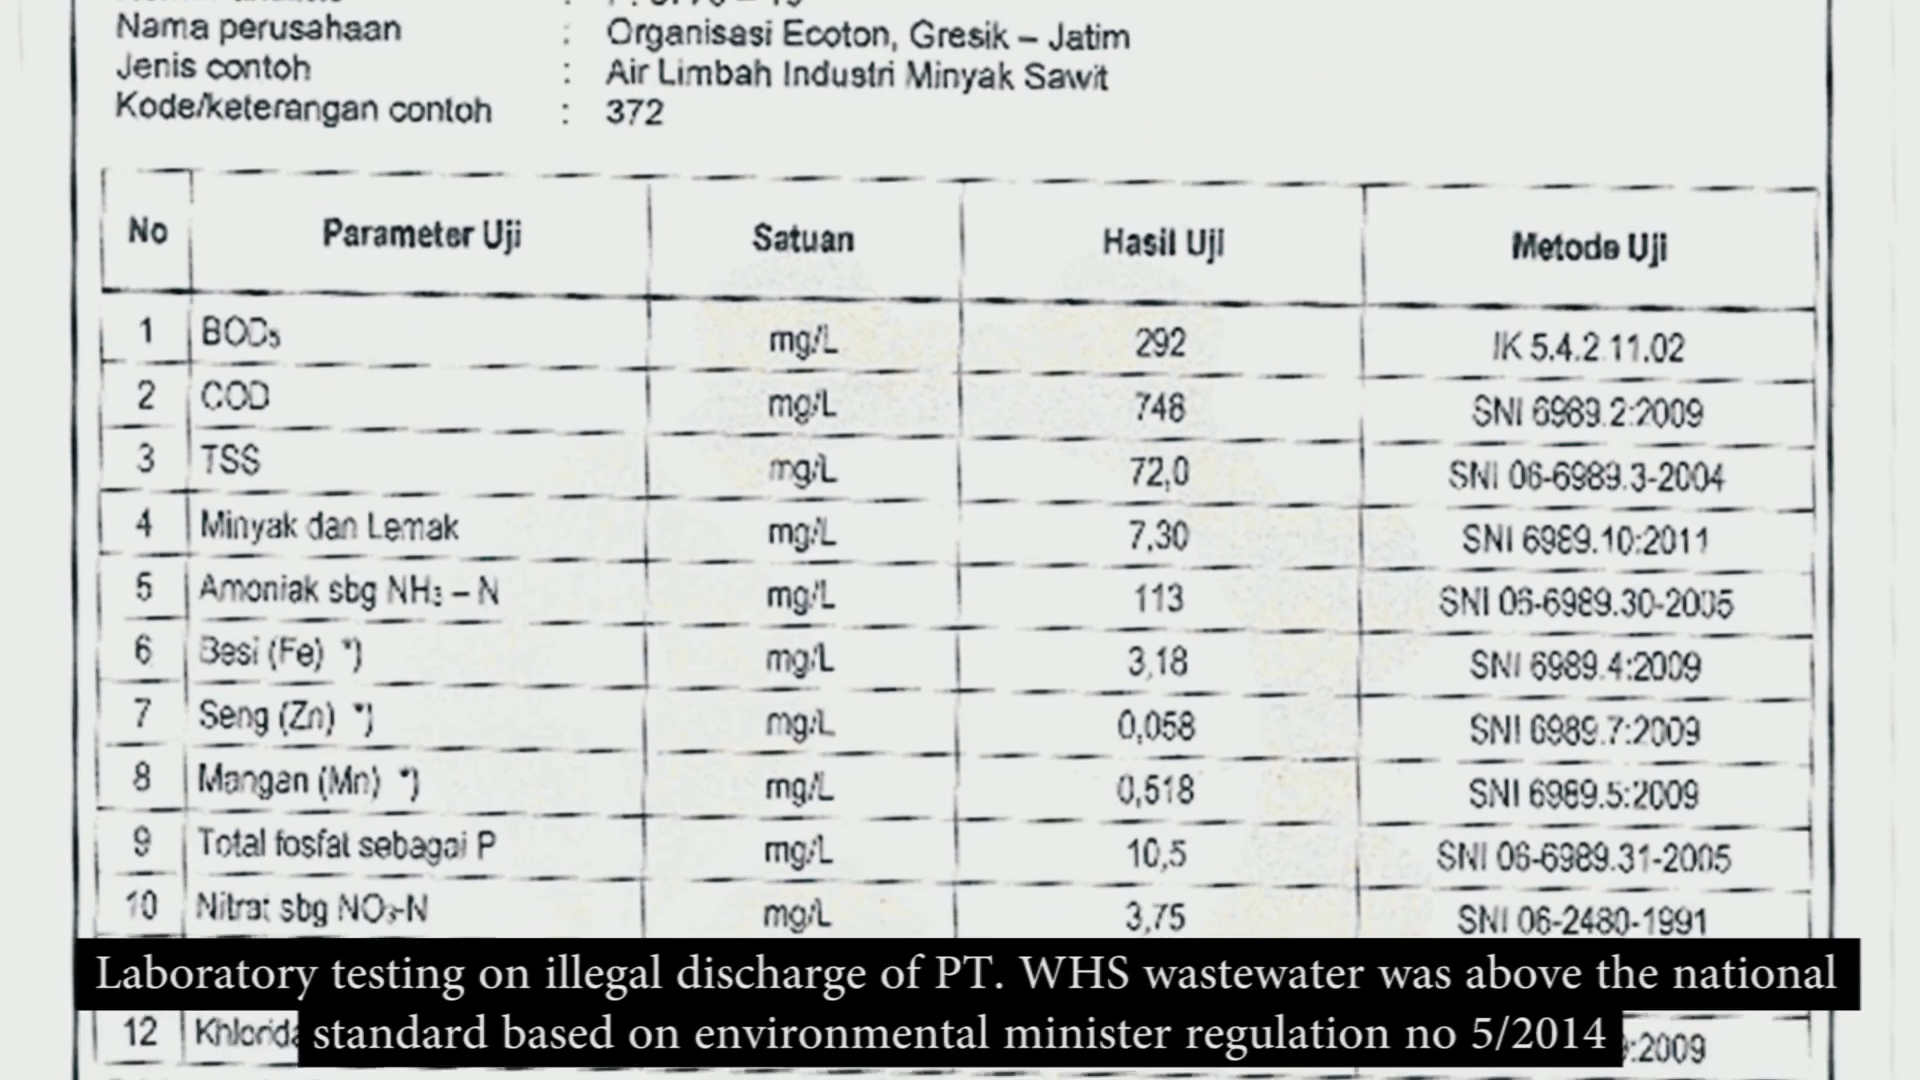 Nama perusahaan : Organisasi Ecoton, Gresik – Jatim
Jenis contoh : Air Limbah Industri Minyak Sawit
Kode/keterangan contoh : 372
No Parameter Uji Satuan Hasil Uji Metode Uji
1 BOD₅ mg/L 292 IK 5.4.2.11.02
2 COD mg/L 748 SNI 6989.2:2009
3 TSS mg/L 72,0 SNI 06-6989.3-2004
4 Minyak dan Lemak mg/L 7,30 SNI 6989.10:2011
5 Amoniak sbg NH₃ – N mg/L 113 SNI 06-6989.30-2005
6 Besi (Fe) *) mg/L 3,18 SNI 6989.4:2009
7 Seng (Zn) *) mg/L 0,058 SNI 6989.7:2009
8 Mangan (Mn) *) mg/L 0,518 SNI 6989.5:2009
9 Total fosfat sebagai P mg/L 10,5 SNI 06-6989.31-2005
10 Nitrat sbg NO₃-N mg/L 3,75 SNI 06-2480-1991
Laboratory testing on illegal discharge of PT. WHS wastewater was above the national
standard based on environmental minister regulation no 5/2014
12 Khlorida :2009